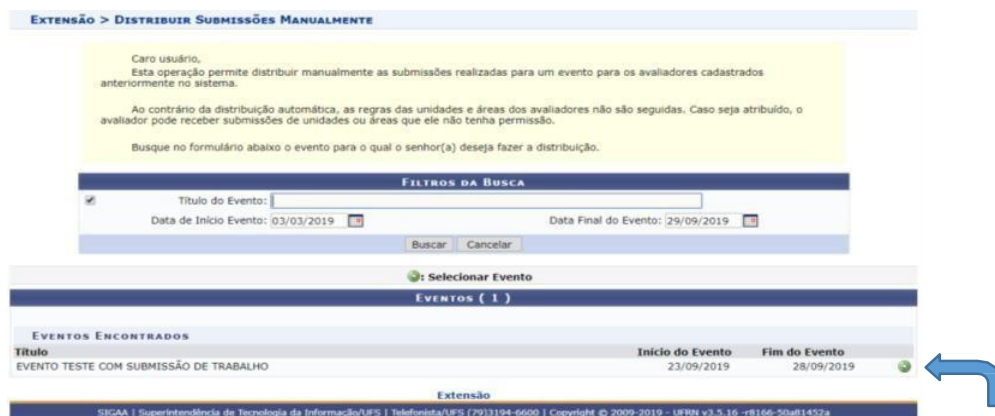 EXTENSÃO > DISTRIBUIR SUBMISSÕES MANUALMENTE
Caro usuário,
Esta operação permite distribuir manualmente as submissões realizadas para um evento para os avaliadores cadastrados
anteriormente no sistema.
Ao contrário da distribuição automática, as regras das unidades e áreas dos avaliadores não são seguidas. Caso seja atribuído, o
avaliador pode receber submissões de unidades ou áreas que ele não tenha permissão.
Busque no formulário abaixo o evento para o qual o senhor(a) deseja fazer a distribuição.
FILTROS DA BUSCA
Título do Evento:
Data de Início Evento: 03/03/2019 Data Final do Evento: 29/09/2019
Buscar Cancelar
: Selecionar Evento
EVENTOS ( 1 )
EVENTOS ENCONTRADOS
Título Início do Evento Fim do Evento
EVENTO TESTE COM SUBMISSÃO DE TRABALHO 23/09/2019 28/09/2019
Extensão
SIGAA | Superintendência de Tecnologia da Informação/UFS | Telefonista/UFS (79)3194-6600 | Copyright © 2009-2019 - UFRN v3.5.16 -r8166-50a81452a